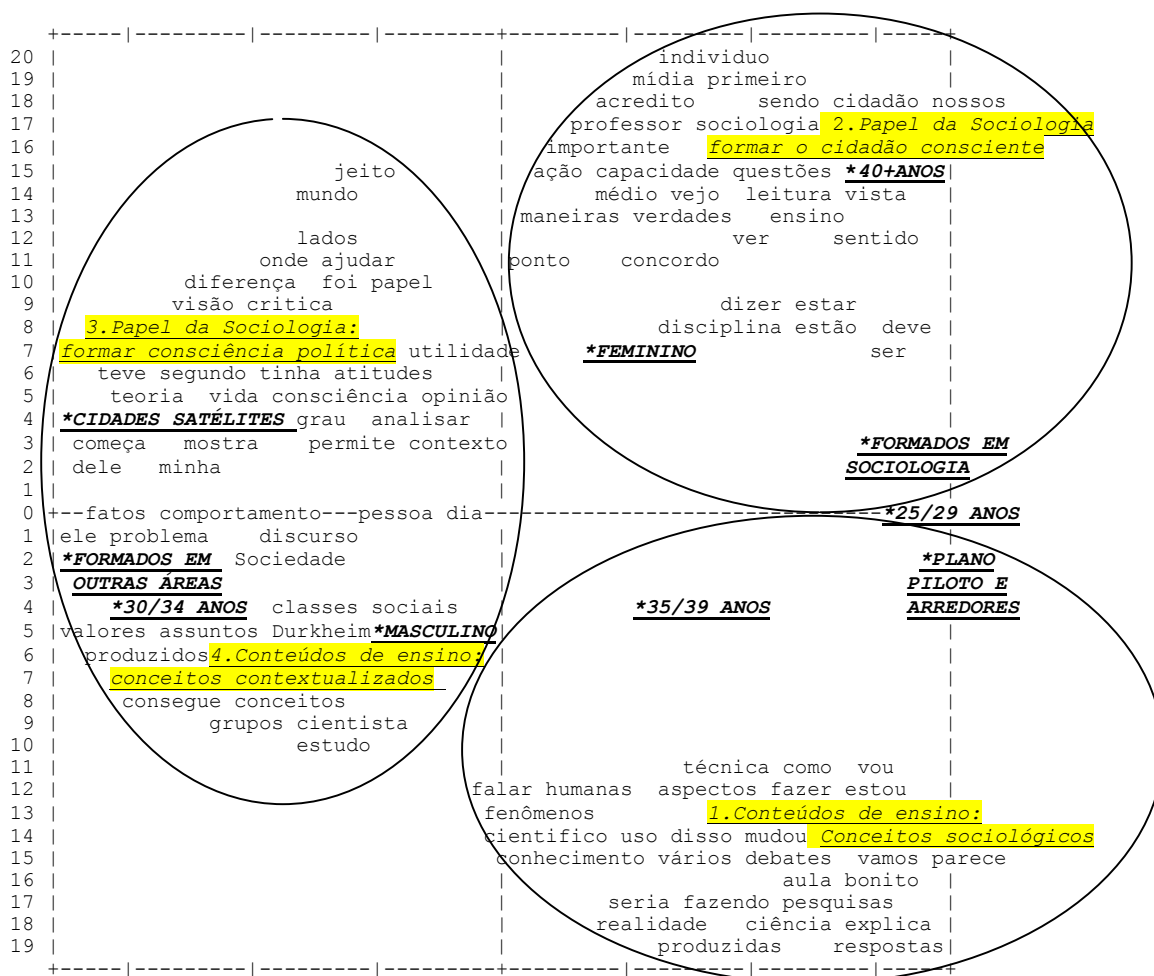 +-----|---------|---------|---------+---------|---------|---------|-----+
20 | | individuo |
19 | | mídia primeiro |
18 | | acredito sendo cidadão nossos
17 | | professor sociologia 2.Papel da Sociologia
16 | | importante formar o cidadão consciente
15 | jeito | ação capacidade questões *40+ANOS|
14 | mundo | médio vejo leitura vista |
13 | | maneiras verdades ensino |
12 | lados | ver sentido |
11 | onde ajudar |ponto concordo |
10 | diferença foi papel | |
9 | visão critica | dizer estar |
8 | 3.Papel da Sociologia: | disciplina estão deve |
7 |formar consciência política utilidade *FEMININO ser |
6 | teve segundo tinha atitudes | |
5 | teoria vida consciência opinião |
4 |*CIDADES SATÉLITES grau analisar | |
3 | começa mostra permite contexto *FORMADOS EM
2 | dele minha | SOCIOLOGIA |
1 | | |
0 +--fatos comportamento---pessoa dia-------------------------------*25/29 ANOS
1 |ele problema discurso | |
2 |*FORMADOS EM Sociedade | *PLANO
3 | OUTRAS ÁREAS | PILOTO E
4 | *30/34 ANOS classes sociais | *35/39 ANOS ARREDORES
5 |valores assuntos Durkheim*MASCULINO| |
6 | produzidos4.Conteúdos de ensino: | |
7 | conceitos contextualizados | |
8 | consegue conceitos | |
9 | grupos cientista | |
10 | estudo | |
11 | | técnica como vou |
12 | falar humanas aspectos fazer estou |
13 | fenômenos 1.Conteúdos de ensino:
14 | cientifico uso disso mudou Conceitos sociológicos
15 | conhecimento vários debates vamos parece
16 | | aula bonito |
17 | | seria fazendo pesquisas |
18 | | realidade ciência explica |
19 | | produzidas respostas|
+-----|---------|---------|---------+---------|---------|---------|-----+